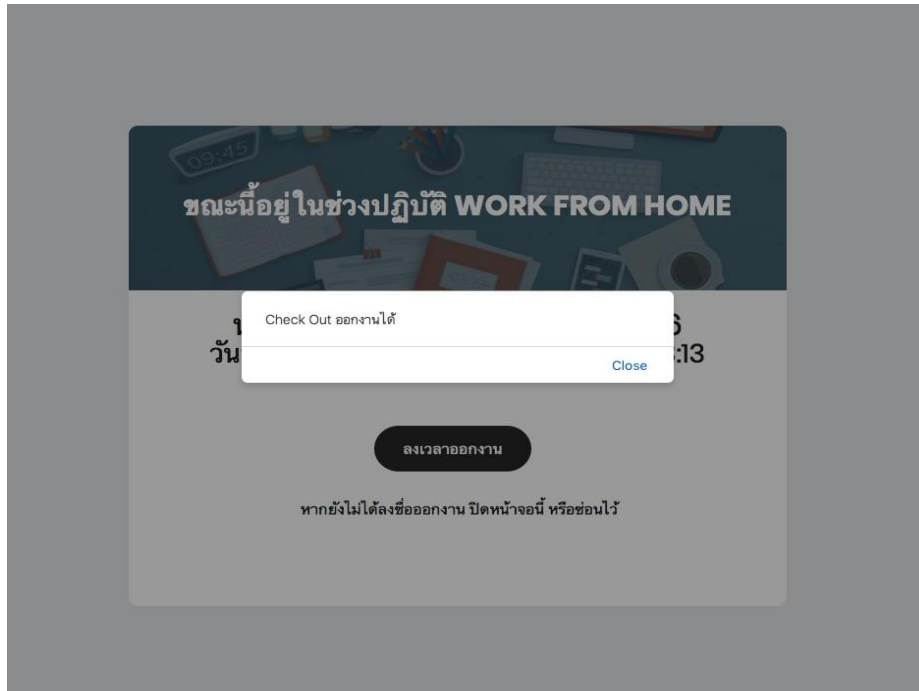 09:45
ขณะนี้อยู่ในช่วงปฏิบัติ WORK FROM HOME
Check Out ออกงานได้
วัน :13
Close
ลงเวลาออกงาน
หากยังไม่ได้ลงชื่อออกงาน ปิดหน้าจอนี้ หรือซ่อนไว้